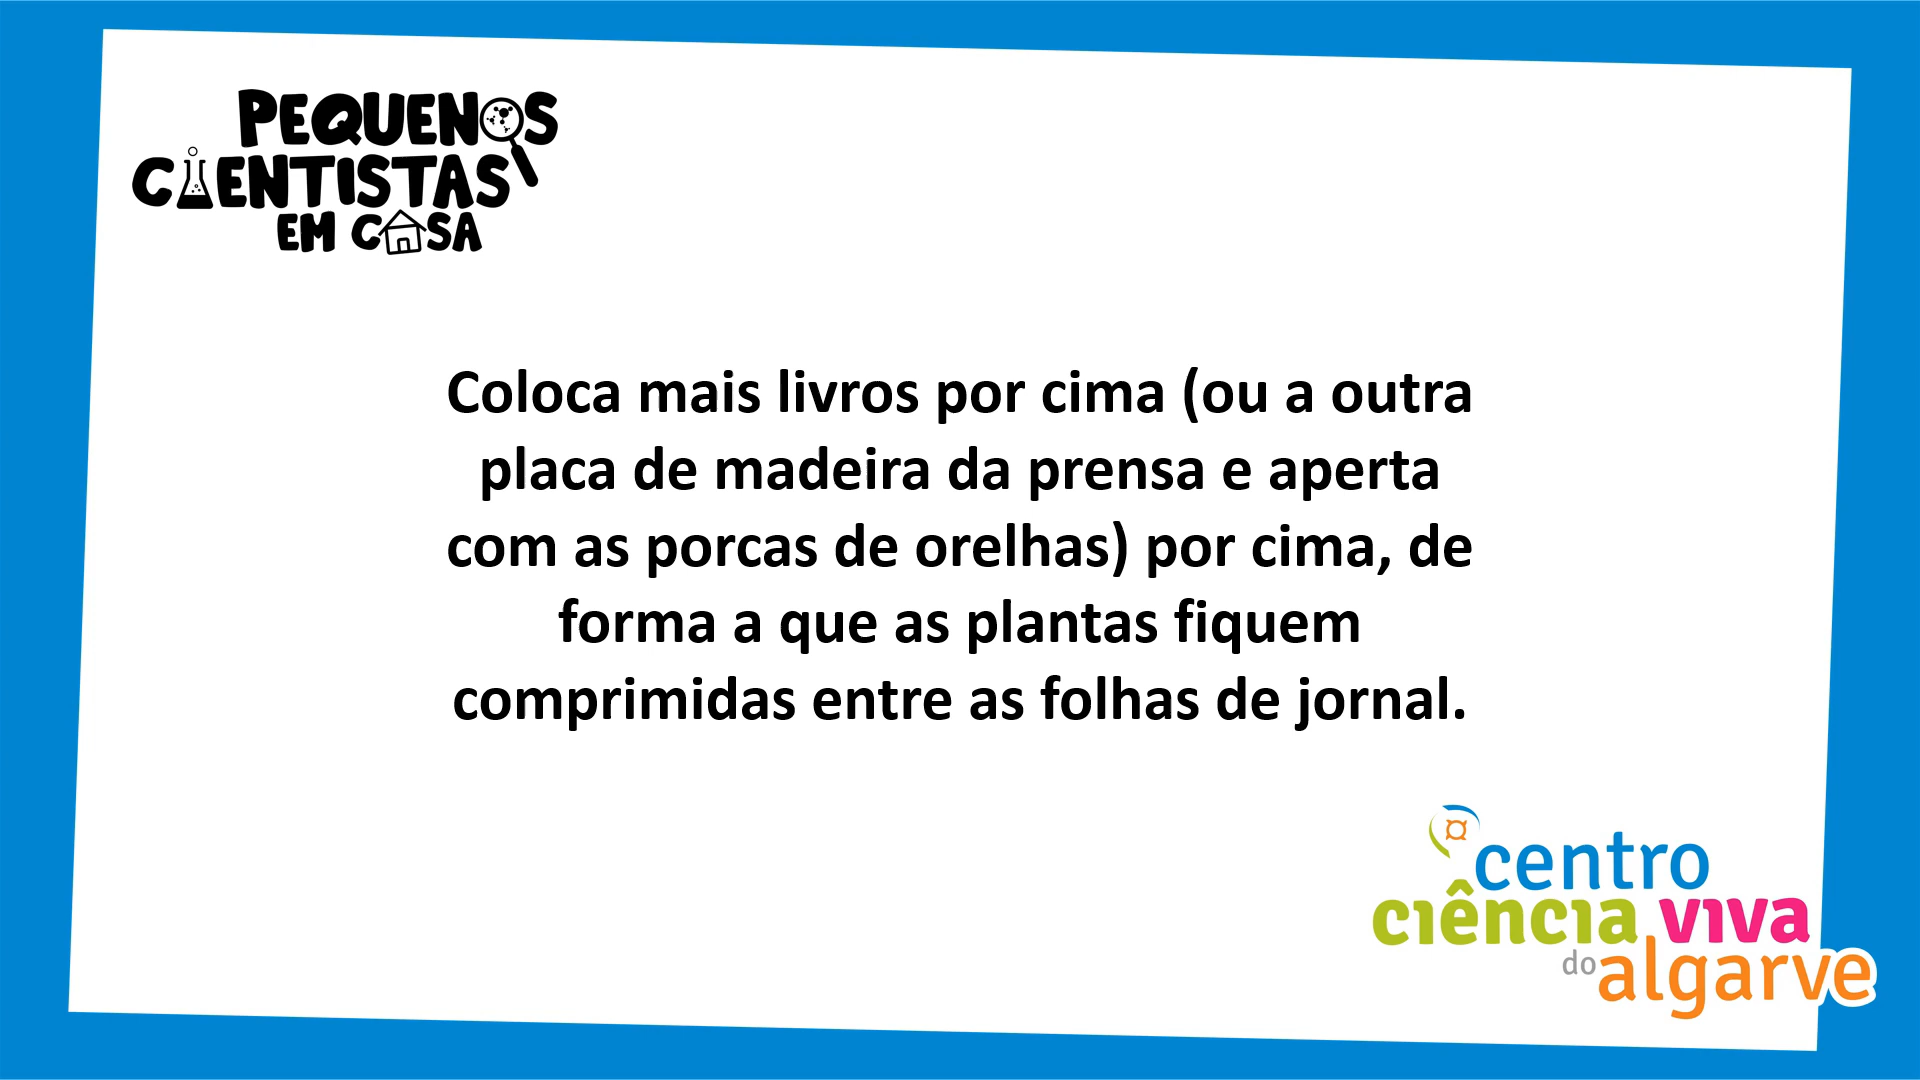 PEQUENOS
CIENTISTAS
EM CASA
Coloca mais livros por cima (ou a outra
placa de madeira da prensa e aperta
com as porcas de orelhas) por cima, de
forma a que as plantas fiquem
comprimidas entre as folhas de jornal.
centro
ciência viva
do algarve